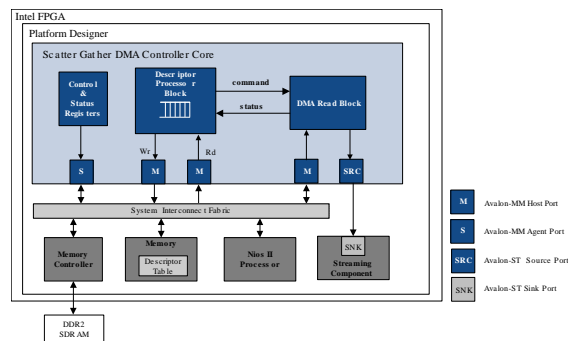 Intel FPGA
Platform Designer
Scatter Gather DMA Controller Core
Control
&
Status
Registers
Descriptor
Processor
Block
command
status
DMA Read Block
Wr
Rd
S
M
M
M
SRC
System Interconnect Fabric
Memory
Controller
Memory
Descriptor
Table
Nios II
Processor
SNK
Streaming
Component
DDR2
SDRAM
M
Avalon-MM Host Port
S
Avalon-MM Agent Port
SRC
Avalon-ST Source Port
SNK
Avalon-ST Sink Port